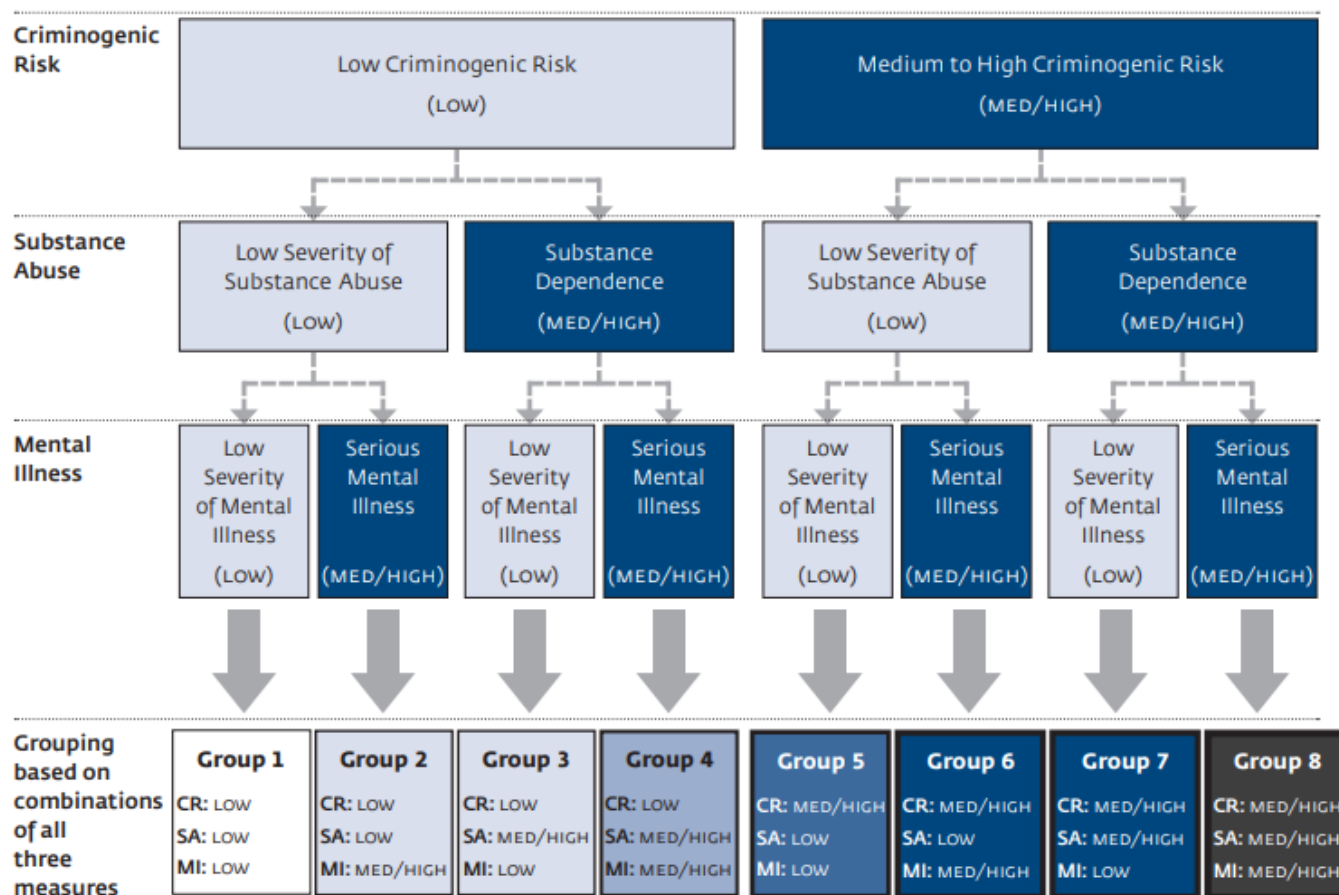 Criminogenic
Risk
Low Criminogenic Risk
(LOW)
Medium to High Criminogenic Risk
(MED/HIGH)
Substance
Abuse
Low Severity of
Substance Abuse
(LOW)
Substance
Dependence
(MED/HIGH)
Low Severity of
Substance Abuse
(LOW)
Substance
Dependence
(MED/HIGH)
Mental
Illness
Low
Severity
of Mental
Illness
(LOW)
Serious
Mental
Illness
(MED/HIGH)
Low
Severity
of Mental
Illness
(LOW)
Serious
Mental
Illness
(MED/HIGH)
Low
Severity
of Mental
Illness
(LOW)
Serious
Mental
Illness
(MED/HIGH)
Low
Severity
of Mental
Illness
(LOW)
Serious
Mental
Illness
(MED/HIGH)
Grouping
based on
combinations
of all
three
measures
Group 1
CR: LOW
SA: LOW
MI: LOW
Group 2
CR: LOW
SA: LOW
MI: MED/HIGH
Group 3
CR: LOW
SA: MED/HIGH
MI: LOW
Group 4
CR: LOW
SA: MED/HIGH
MI: MED/HIGH
Group 5
CR: MED/HIGH
SA: LOW
MI: LOW
Group 6
CR: MED/HIGH
SA: LOW
MI: MED/HIGH
Group 7
CR: MED/HIGH
SA: MED/HIGH
MI: LOW
Group 8
CR: MED/HIGH
SA: MED/HIGH
MI: MED/HIGH